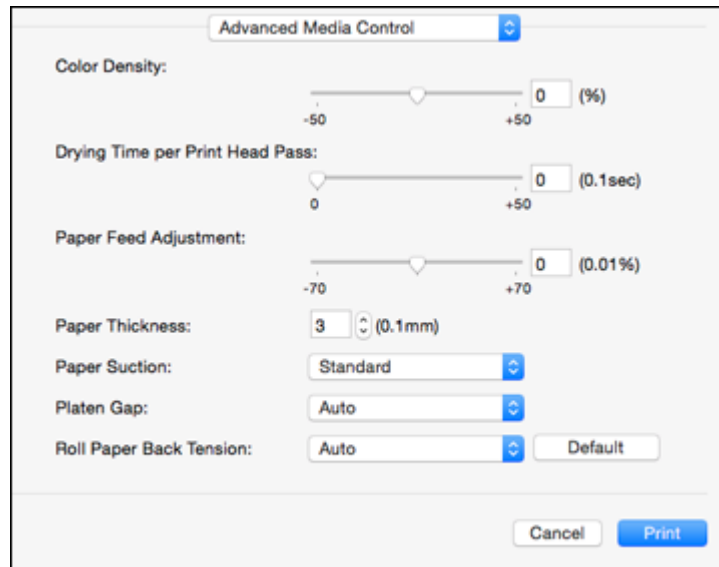 Advanced Media Control
Color Density:
0 (%)
-50 +50
Drying Time per Print Head Pass:
0 (0.1sec)
0 +50
Paper Feed Adjustment:
0 (0.01%)
-70 +70
Paper Thickness: 3 (0.1mm)
Paper Suction: Standard
Platen Gap: Auto
Roll Paper Back Tension: Auto Default
Cancel Print